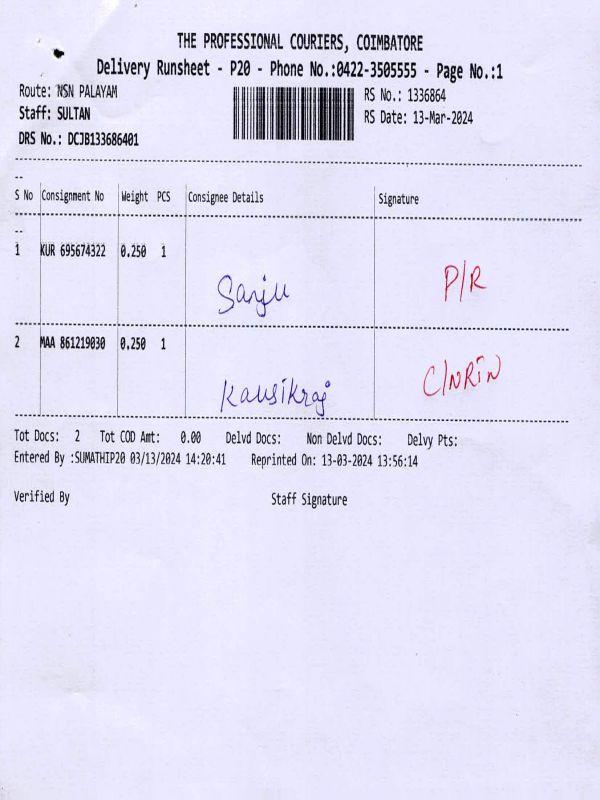 THE PROFESSIONAL COURIERS, COIMBATORE
Delivery Runsheet - P20 - Phone No.:0422-3505555 - Page No.:1
Route: NSN PALAYAM RS No.: 1336864
Staff: SULTAN RS Date: 13-Mar-2024
DRS No.: DCJB133686401
--
S No Consignment No Weight PCS Consignee Details Signature
--
1 KUR 695674322 0.250 1
Sanju P/R
2 MAA 861219030 0.250 1
Kausikraj C/NRIN
Tot Docs: 2 Tot COD Amt: 0.00 Delvd Docs: Non Delvd Docs: Delvy Pts:
Entered By :SUMATHIP20 03/13/2024 14:20:41 Reprinted On: 13-03-2024 13:56:14
Verified By Staff Signature